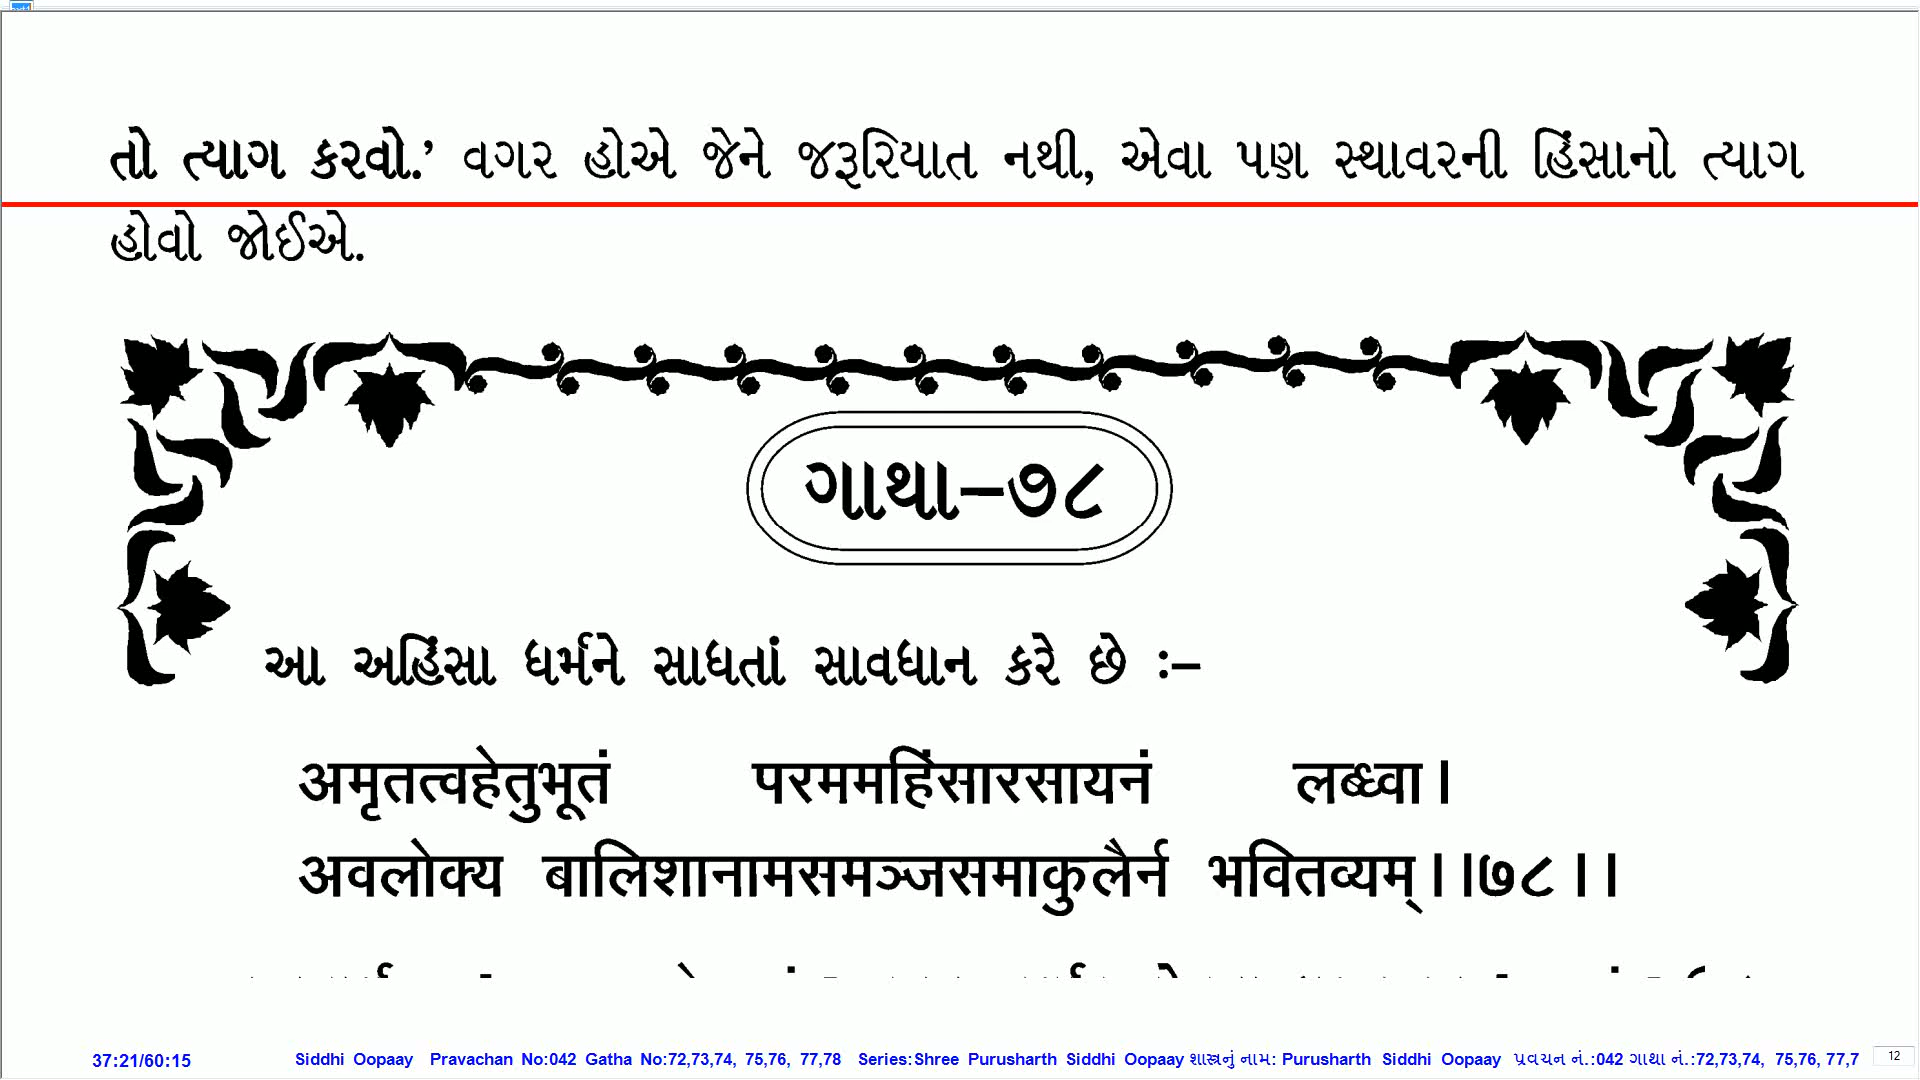 તો ત્યાગ કરવો.’ વગર હોએ જેને જરૂરિયાત નથી, એવા પણ સ્થાવરની હિંસાનો ત્યાગ
હોવો જોઈએ.
ગાથા–૭૮
આ અહિંસા ધર્મને સાધતાં સાવધાન કરે છે :–
अमृतत्वहेतुभूतं परममहिंसारसायनं लब्ध्वा।
अवलोक्य बालिशानामसमञ्जसमाकुलैर्न भवितव्यम्।।७८।।
37:21/60:15 Siddhi Oopaay Pravachan No:042 Gatha No:72,73,74, 75,76, 77,78 Series:Shree Purusharth Siddhi Oopaay શાસ્ત્રનું નામ: Purusharth Siddhi Oopaay પ્રવચન નં.:042 ગાથા નં.:72,73,74, 75,76, 77,7 12